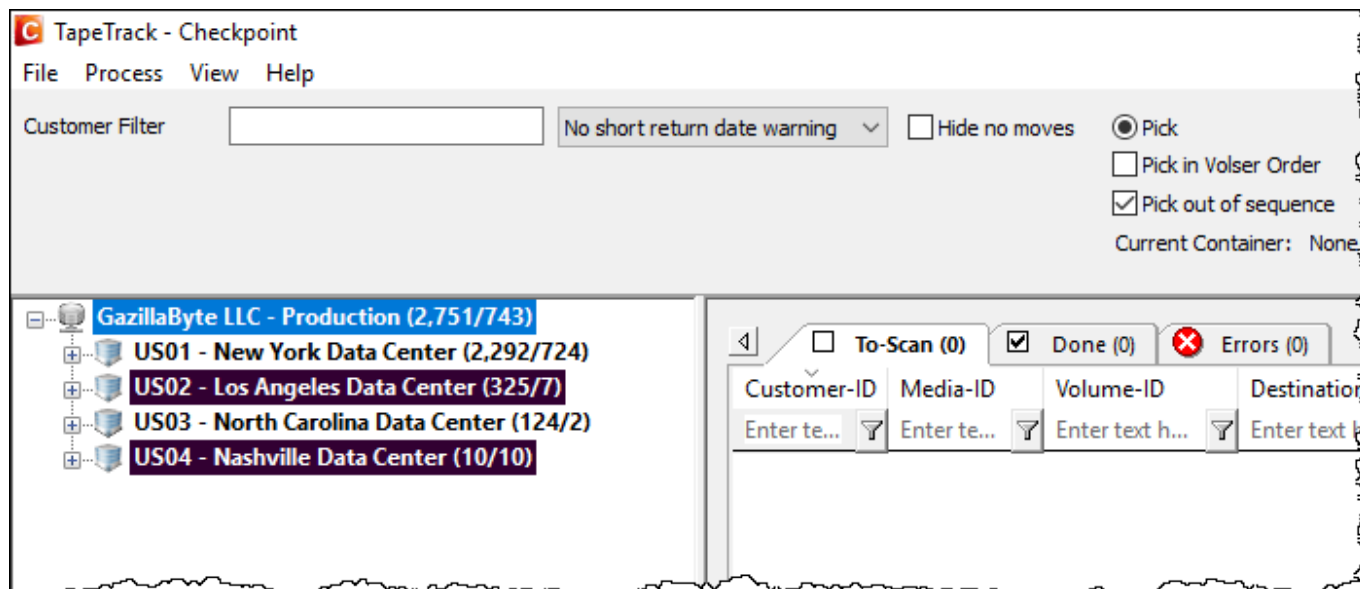 TapeTrack - Checkpoint
File Process View Help
Customer Filter No short return date warning Hide no moves Pick
Pick in Volser Order
Pick out of sequence
Current Container: None
GazillaByte LLC - Production (2,751/743)
US01 - New York Data Center (2,292/724)
US02 - Los Angeles Data Center (325/7)
US03 - North Carolina Data Center (124/2)
US04 - Nashville Data Center (10/10)
To-Scan (0) Done (0) Errors (0)
Customer-ID Media-ID Volume-ID Destination
Enter te... Enter te... Enter text h... Enter text h